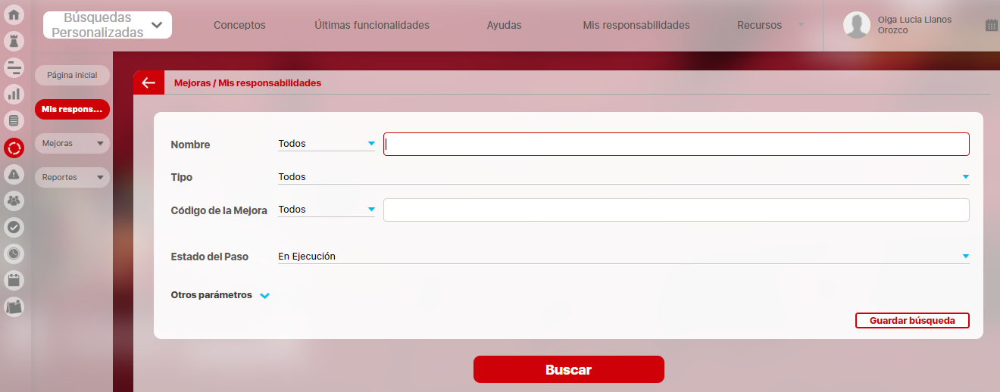 Búsquedas
Personalizadas
Conceptos
Últimas funcionalidades
Ayudas
Mis responsabilidades
Recursos
Olga Lucia Llanos
Orozco
Página inicial
Mis respons...
Mejoras
Reportes
Mejoras / Mis responsabilidades
Nombre Todos
Tipo Todos
Código de la Mejora Todos
Estado del Paso En Ejecución
Otros parámetros
Guardar búsqueda
Buscar